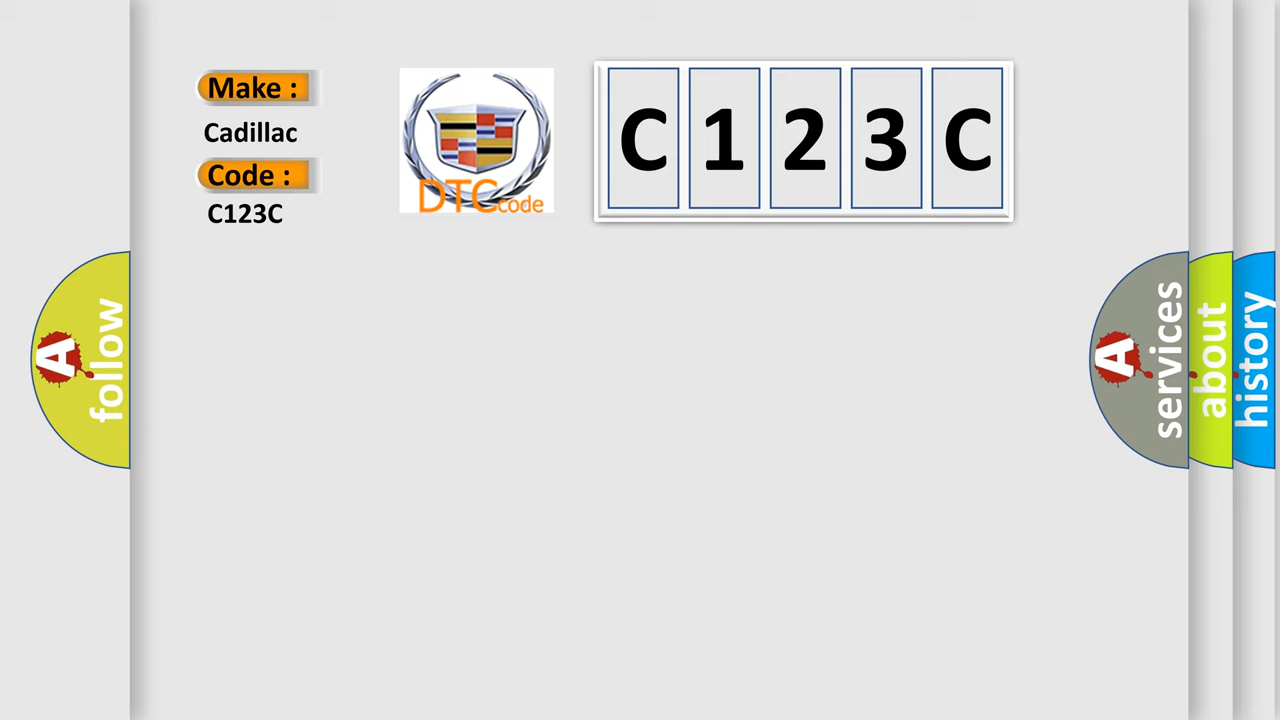 Make :
Cadillac
Code :
C123C
DTCcode
C 1 2 3 C
A follow
A services
about
history